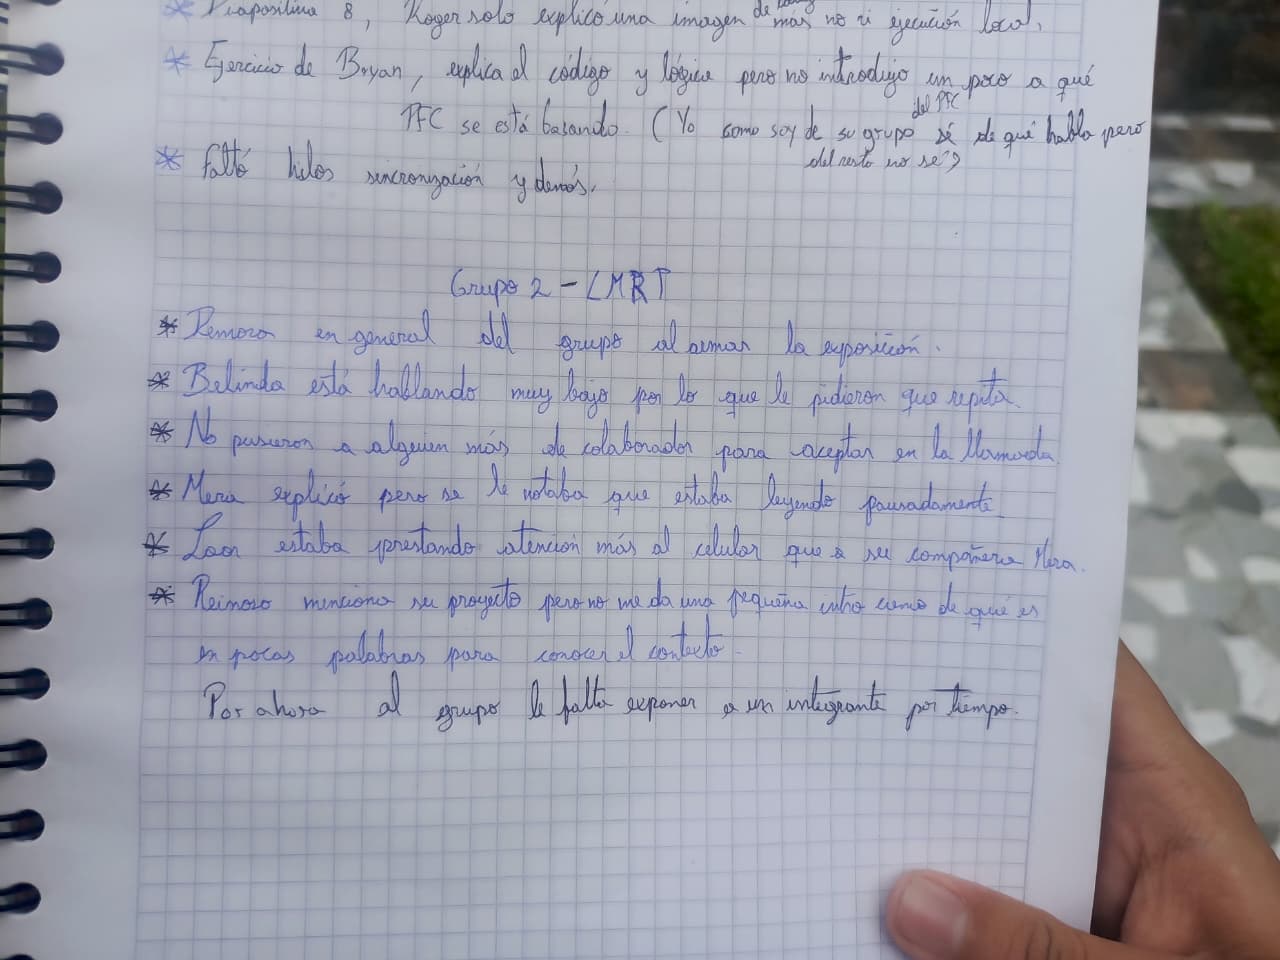 * Diapositiva 8, Roger solo explicó una imagen de más no ni ejecución local.
* Ejercicio de Bryan, explica el código y lógica pero no introdujo un poco a qué
PFC se está basando. (Yo como soy de su grupo sé del PFC de qué habla pero
del resto no sé)
* Faltó hilos sincronización y demás.
Grupo 2 - LMRT
* Demora en general del grupo al armar la exposición.
* Belinda está hablando muy bajo por lo que le pidieron que repita.
* No pusieron a alguien más de colaborador para aceptar en la llamada
* Mera explicó pero se le notaba que estaba leyendo pausadamente
* Loor estaba prestando atención más al celular que a su compañera Mera.
* Reinoso menciona su proyecto pero no me da una pequeña intro como de qué es
en pocas palabras para conocer el contexto.
Por ahora al grupo le falta exponer a un integrante por tiempo.